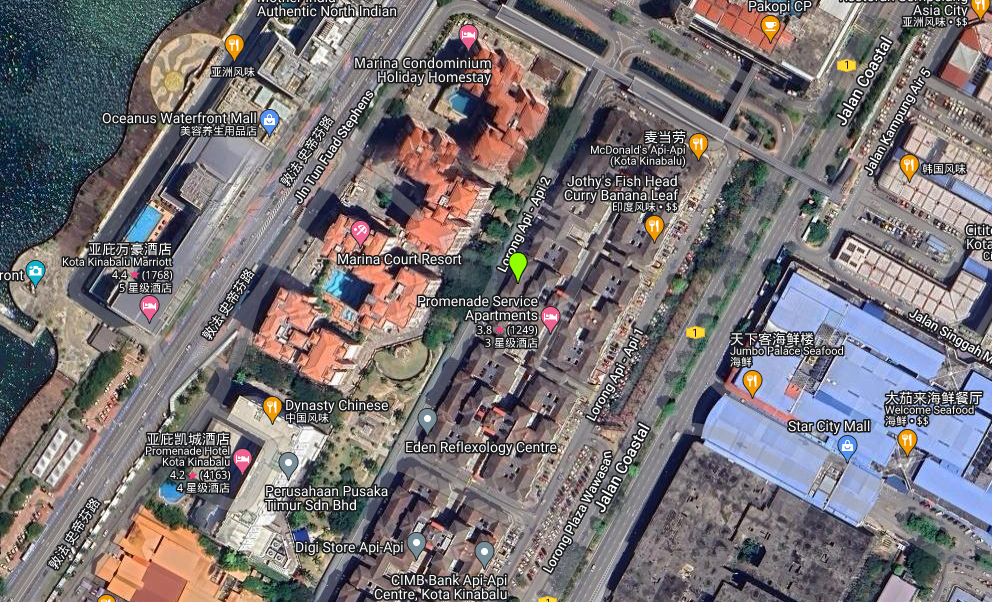 Authentic North Indian
亚洲风味
Marina Condominium
Holiday Homestay
Pakopi CP
Asia City
亚洲风味 • $$
1
Jalan Coastal
Jalan Kampung Air 5
Oceanus Waterfront Mall
美容养生用品店
敦法史帝芬路
Jln Tun Fuad Stephens
麦当劳
McDonald's Api-Api
(Kota Kinabalu)
韩国风味
Jothy's Fish Head
Curry Banana Leaf
印度风味 • $$
Lorong Api - Api 2
亚庇万豪酒店
Kota Kinabalu Marriott
4.4 ★ (1768)
5 星级酒店
ront
Marina Court Resort
敦法史帝芬路
Promenade Service
Apartments
3.8 ★ (1249)
3 星级酒店
Lorong Api - Api 1
1
Jalan Singgah M
天下客海鲜楼
Jumbo Palace Seafood
海鲜
大茄来海鲜餐厅
Welcome Seafood
海鲜 • $$
Star City Mall
Dynasty Chinese
中国风味
亚庇凯城酒店
Promenade Hotel
Kota Kinabalu
4.2 ★ (4163)
4 星级酒店
Eden Reflexology Centre
Perusahaan Pusaka
Timur Sdn Bhd
敦法史帝芬路
Jalan Coastal
Lorong Plaza Wawasan
Digi Store Api-Api
CIMB Bank Api-Api
Centre, Kota Kinabalu
1